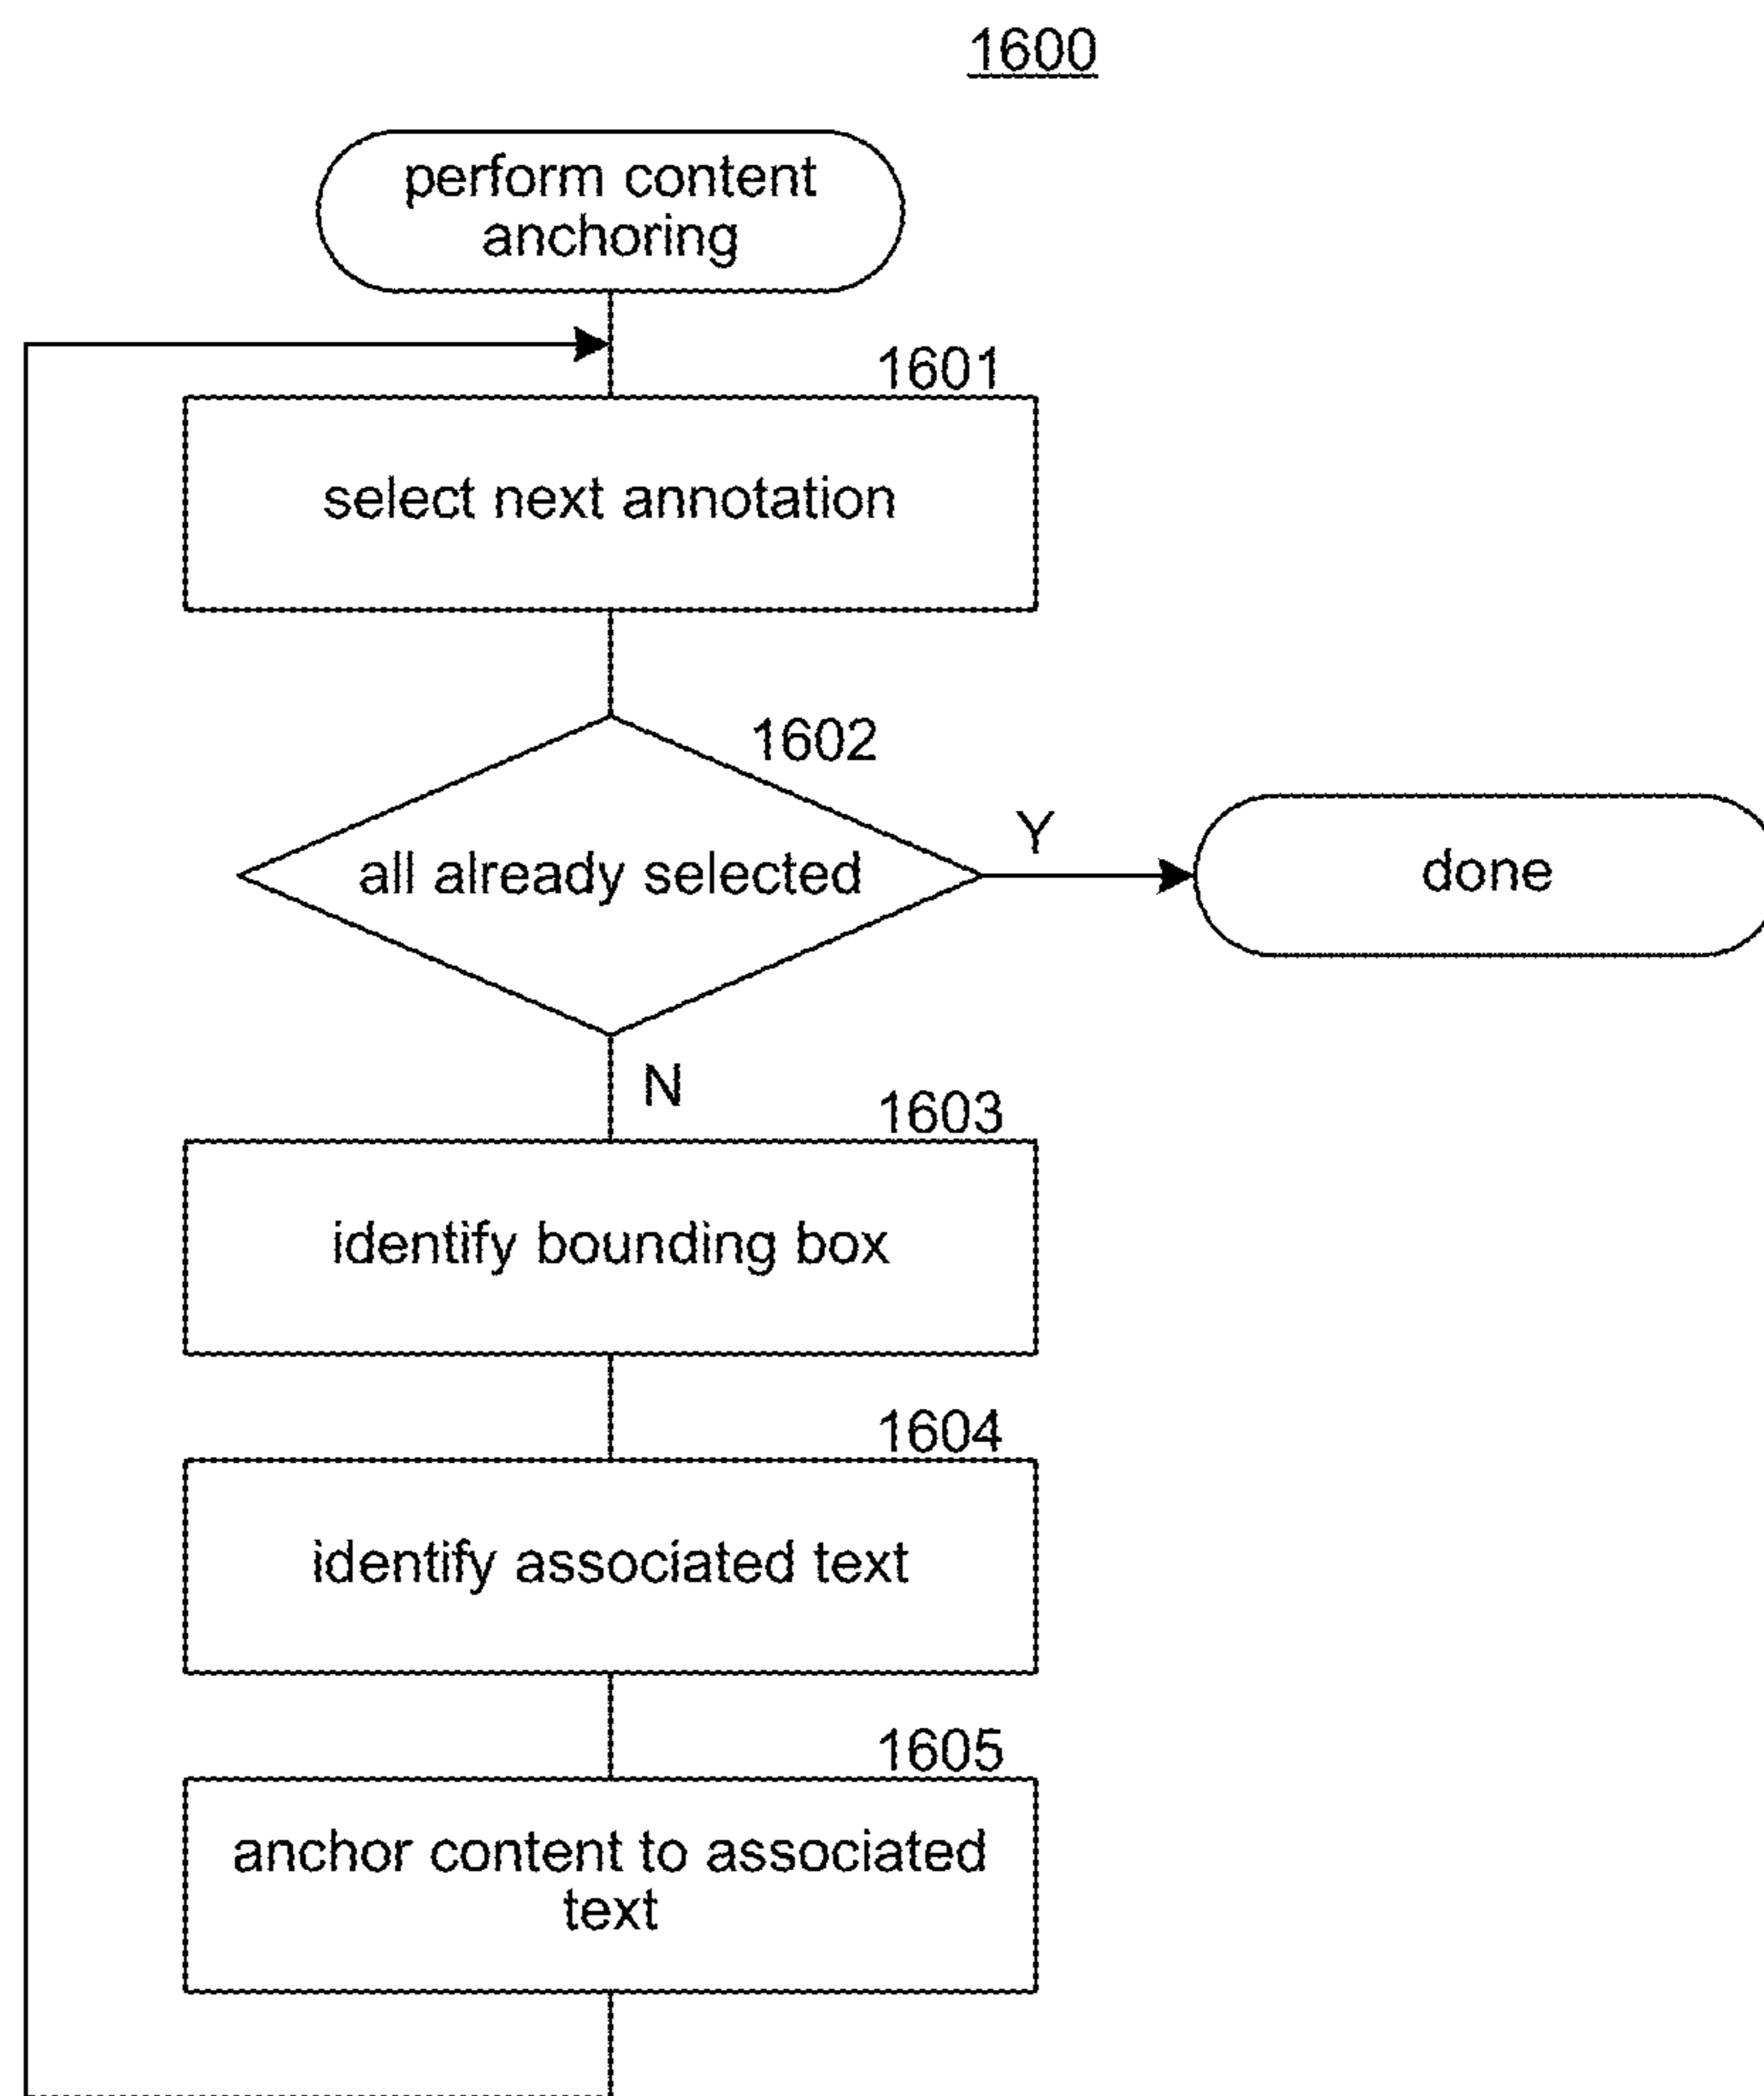 1600
perform content
anchoring
1601
select next annotation
1602
all already selected
Y
done
N
1603
identify bounding box
1604
identify associated text
1605
anchor content to associated
text